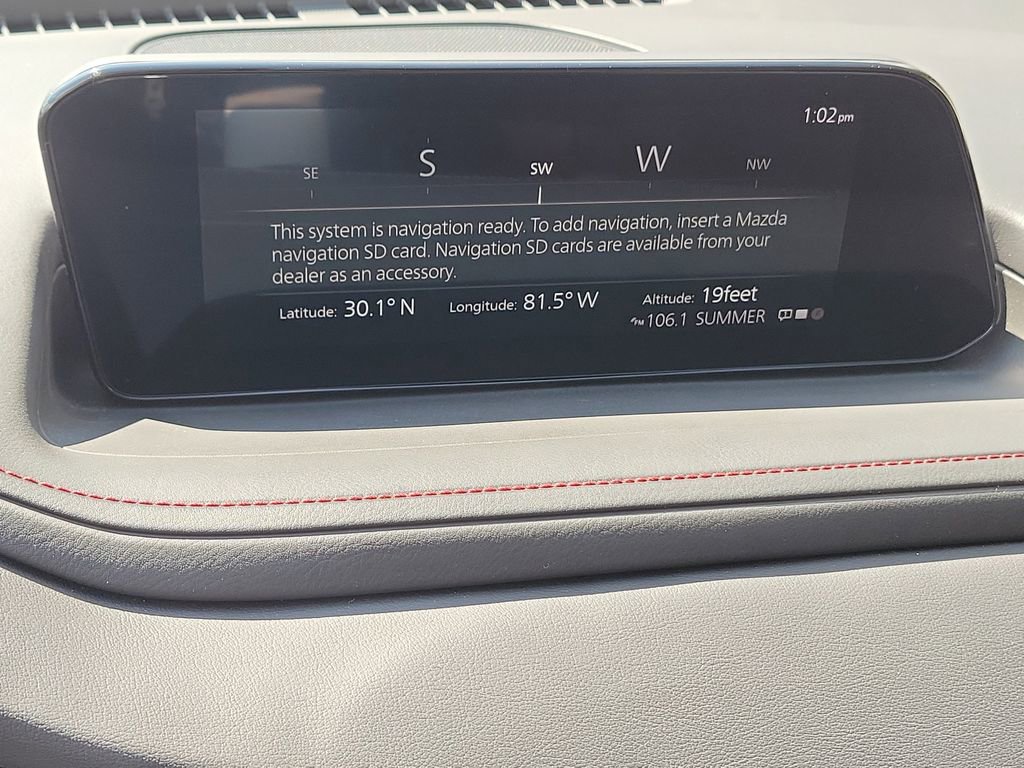 1:02pm
SE S SW W NW
This system is navigation ready. To add navigation, insert a Mazda
navigation SD card. Navigation SD cards are available from your
dealer as an accessory.
Latitude: 30.1° N Longitude: 81.5° W Altitude: 19feet
FM 106.1 SUMMER